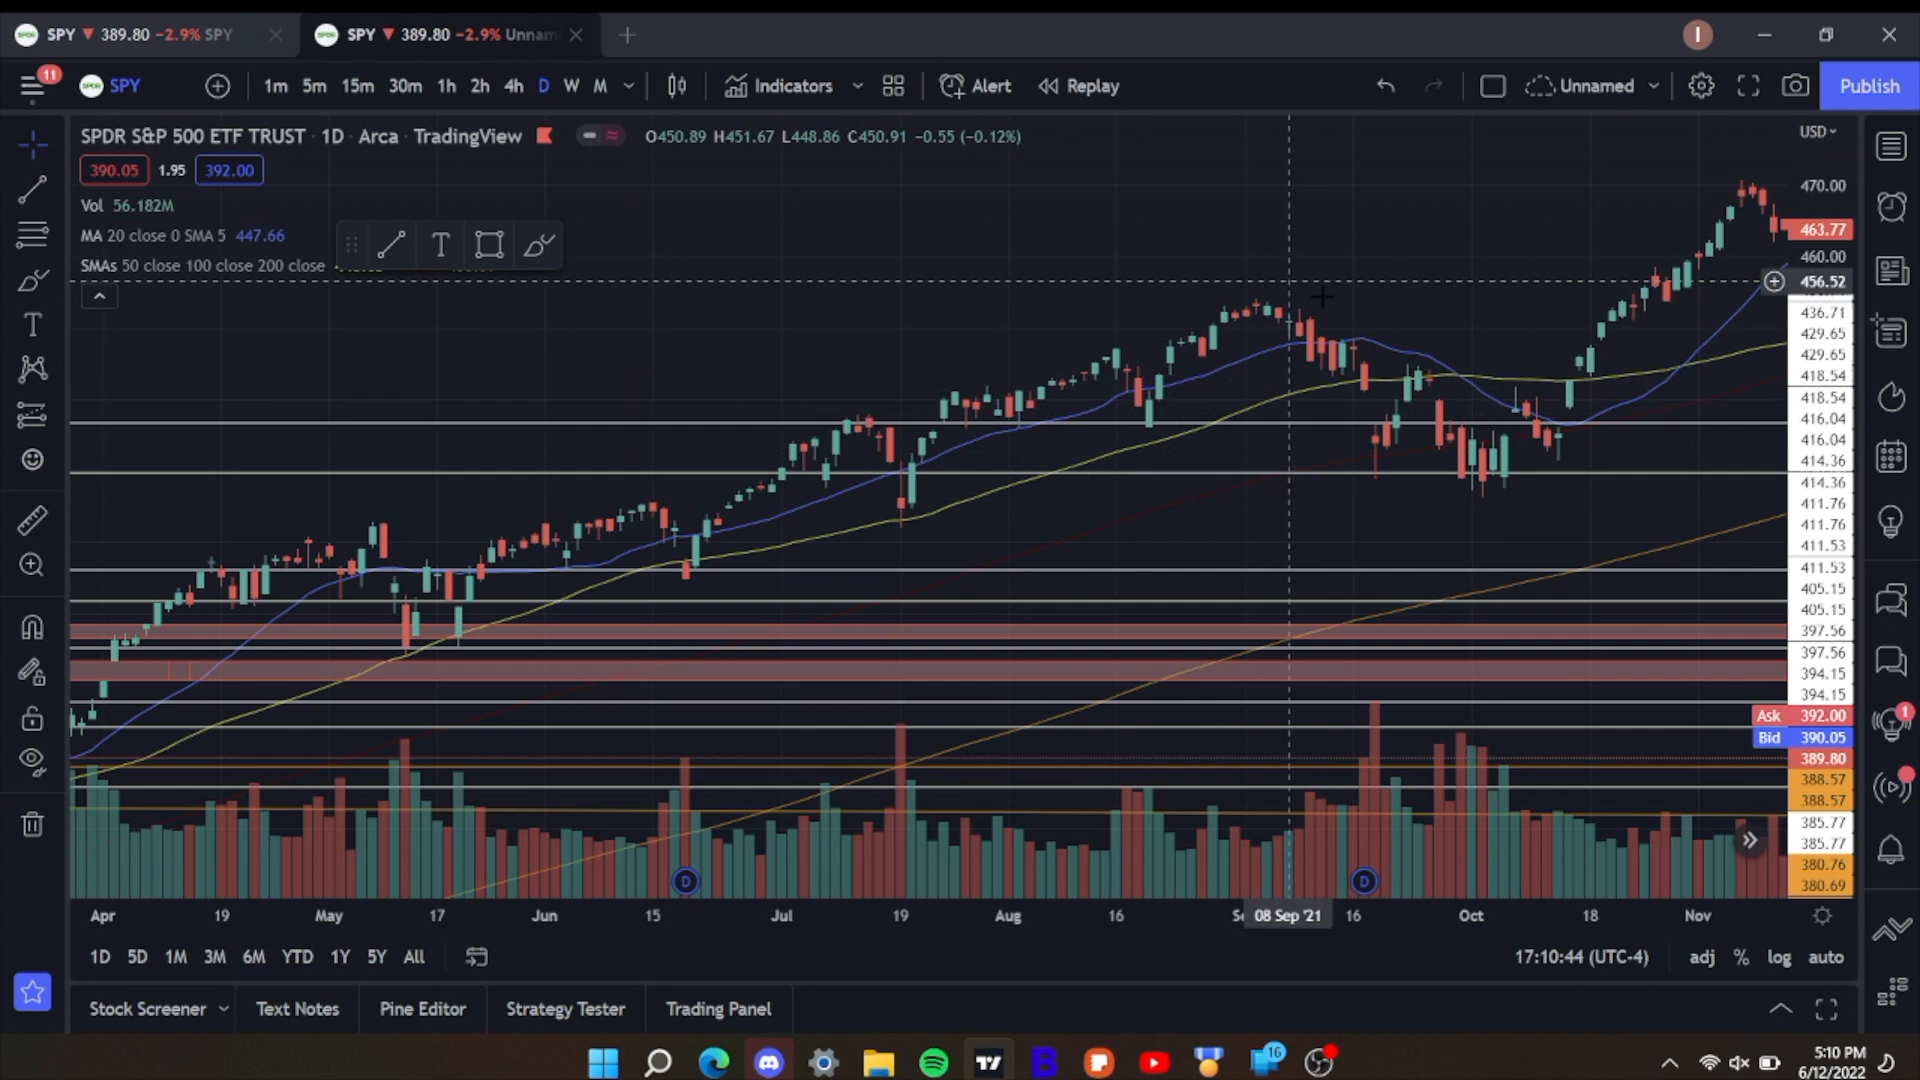 SPY 389.80 −2.9% SPY
SPY 389.80 −2.9% Unnam
I
11
SPY
1m 5m 15m 30m 1h 2h 4h D W M
Indicators
Alert
Replay
Unnamed
Publish
SPDR S&P 500 ETF TRUST · 1D · Arca · TradingView
O450.89 H451.67 L448.86 C450.91 −0.55 (−0.12%)
USD
390.05 1.95 392.00
Vol 56.182M
MA 20 close 0 SMA 5 447.66
SMAs 50 close 100 close 200 close
470.00
463.77
460.00
456.52
436.71
429.65
429.65
418.54
418.54
416.04
416.04
414.36
414.36
411.76
411.76
411.53
411.53
405.15
405.15
397.56
397.56
394.15
394.15
Ask 392.00
Bid 390.05
389.80
388.57
388.57
385.77
385.77
380.76
380.69
1
D
D
Apr 19 May 17 Jun 15 Jul 19 Aug 16 Se 08 Sep '21 16 Oct 18 Nov
1D 5D 1M 3M 6M YTD 1Y 5Y All
17:10:44 (UTC-4)
adj % log auto
Stock Screener
Text Notes
Pine Editor
Strategy Tester
Trading Panel
16
5:10 PM
6/12/2022